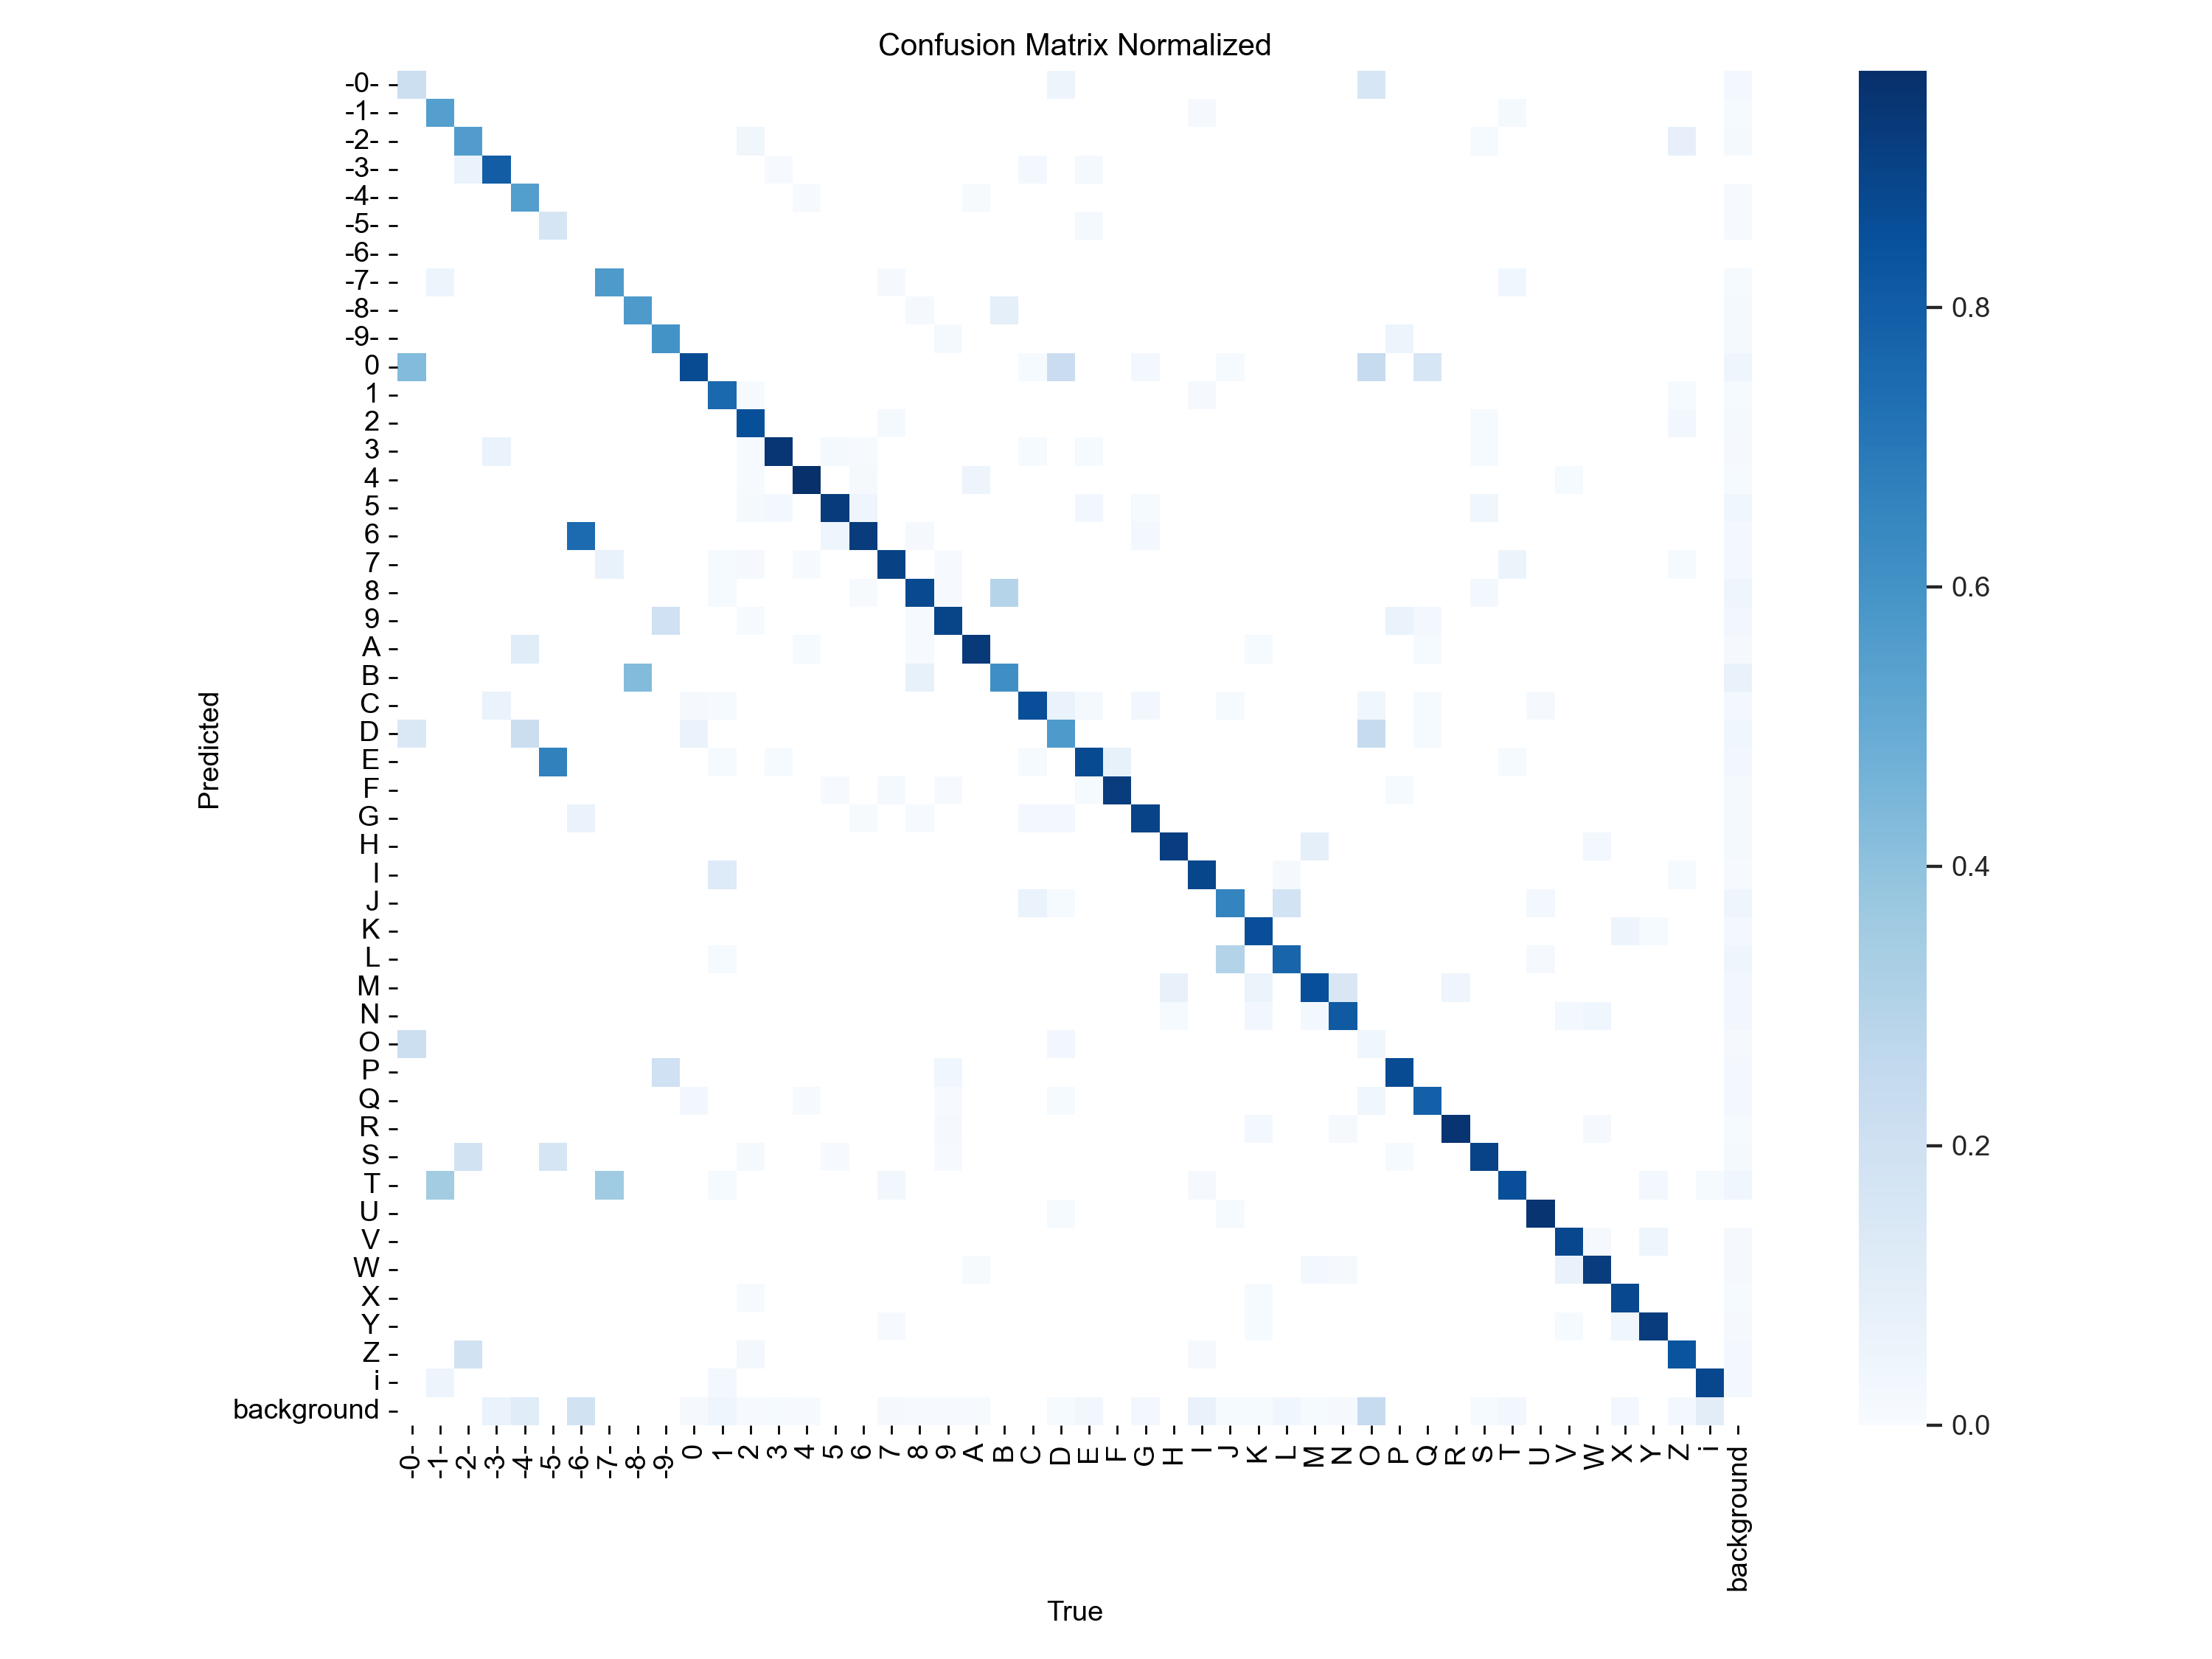 Confusion Matrix Normalized
-0-
-1-
-2-
-3-
-4-
-5-
-6-
-7-
-8-
-9-
0
1
2
3
4
5
6
7
8
9
A
B
C
D
E
F
G
H
I
J
K
L
M
N
O
P
Q
R
S
T
U
V
W
X
Y
Z
i
background
Predicted
-0- -1- -2- -3- -4- -5- -6- -7- -8- -9- 0 1 2 3 4 5 6 7 8 9 A B C D E F G H I J K L M N O P Q R S T U V W X Y Z i background
True
0.8
0.6
0.4
0.2
0.0